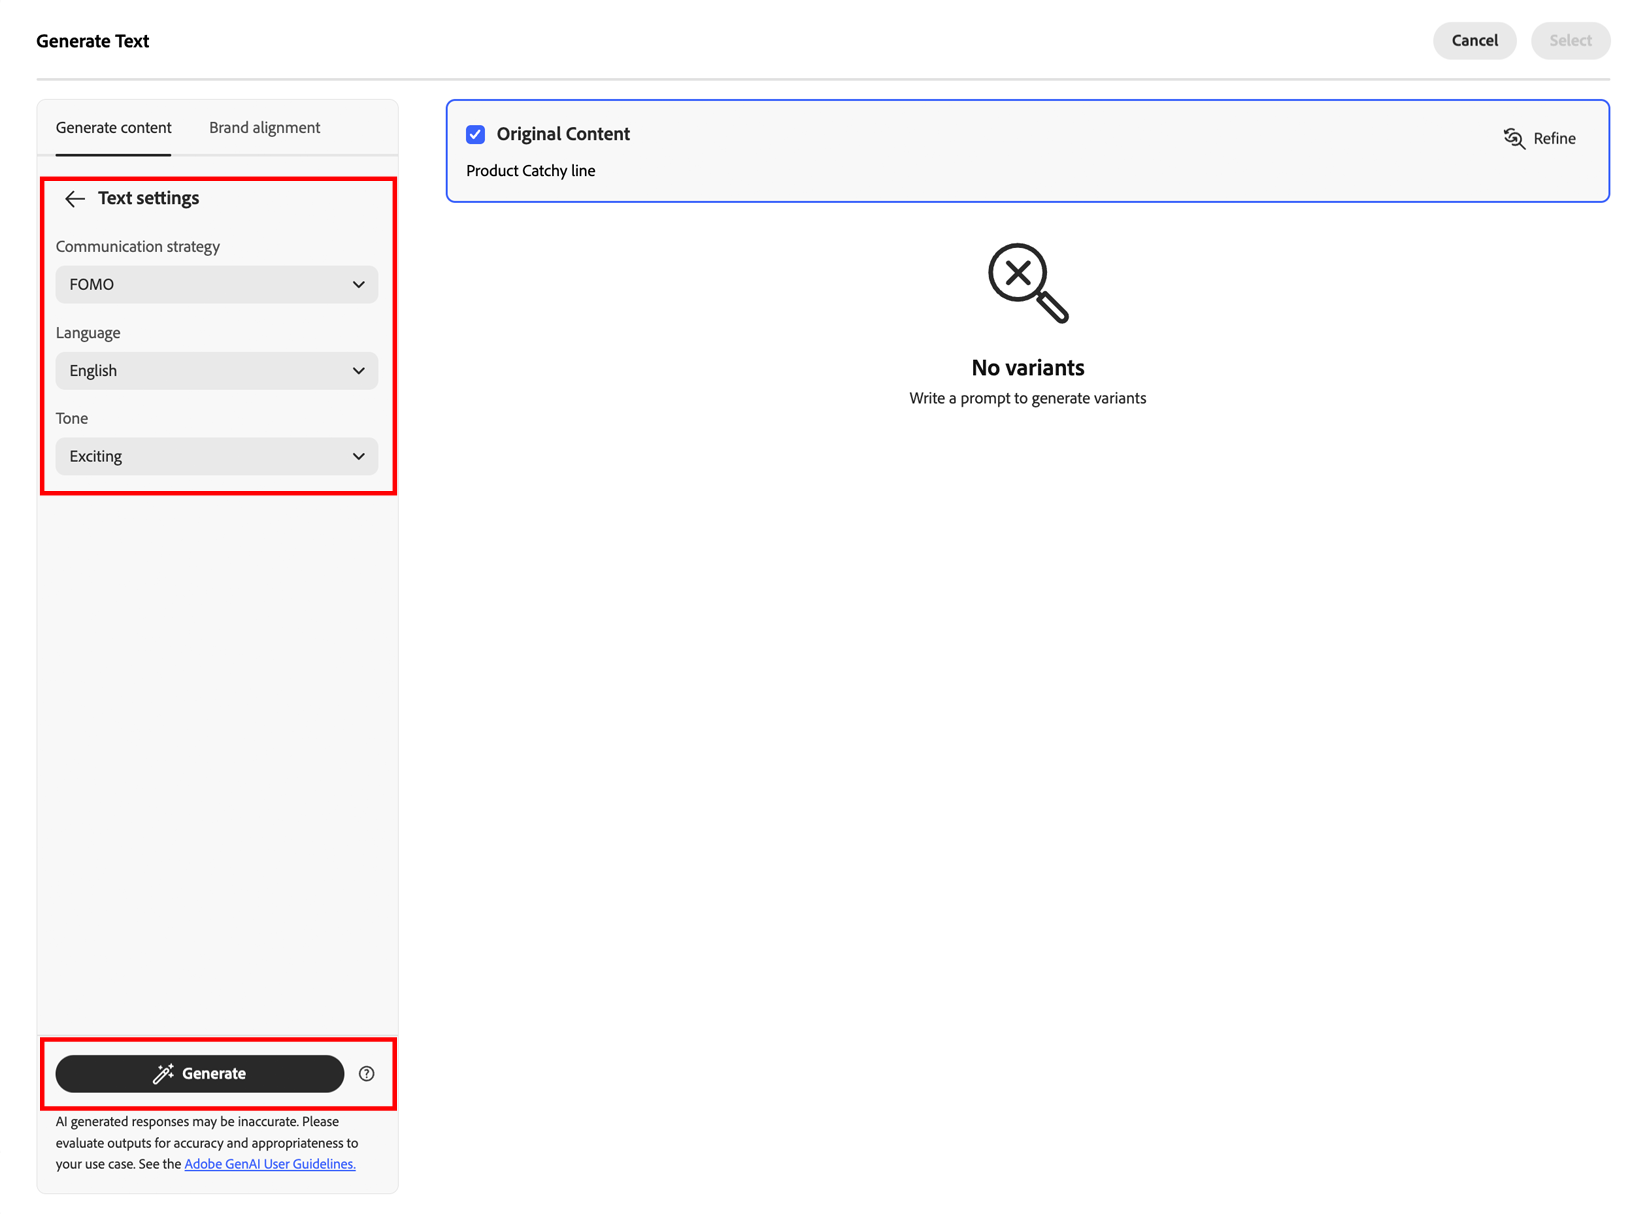 Generate Text
Cancel
Select
Generate content
Brand alignment
Text settings
Communication strategy
FOMO
Language
English
Tone
Exciting
Generate
AI generated responses may be inaccurate. Please
evaluate outputs for accuracy and appropriateness to
your use case. See the Adobe GenAI User Guidelines.
Original Content
Refine
Product Catchy line
No variants
Write a prompt to generate variants